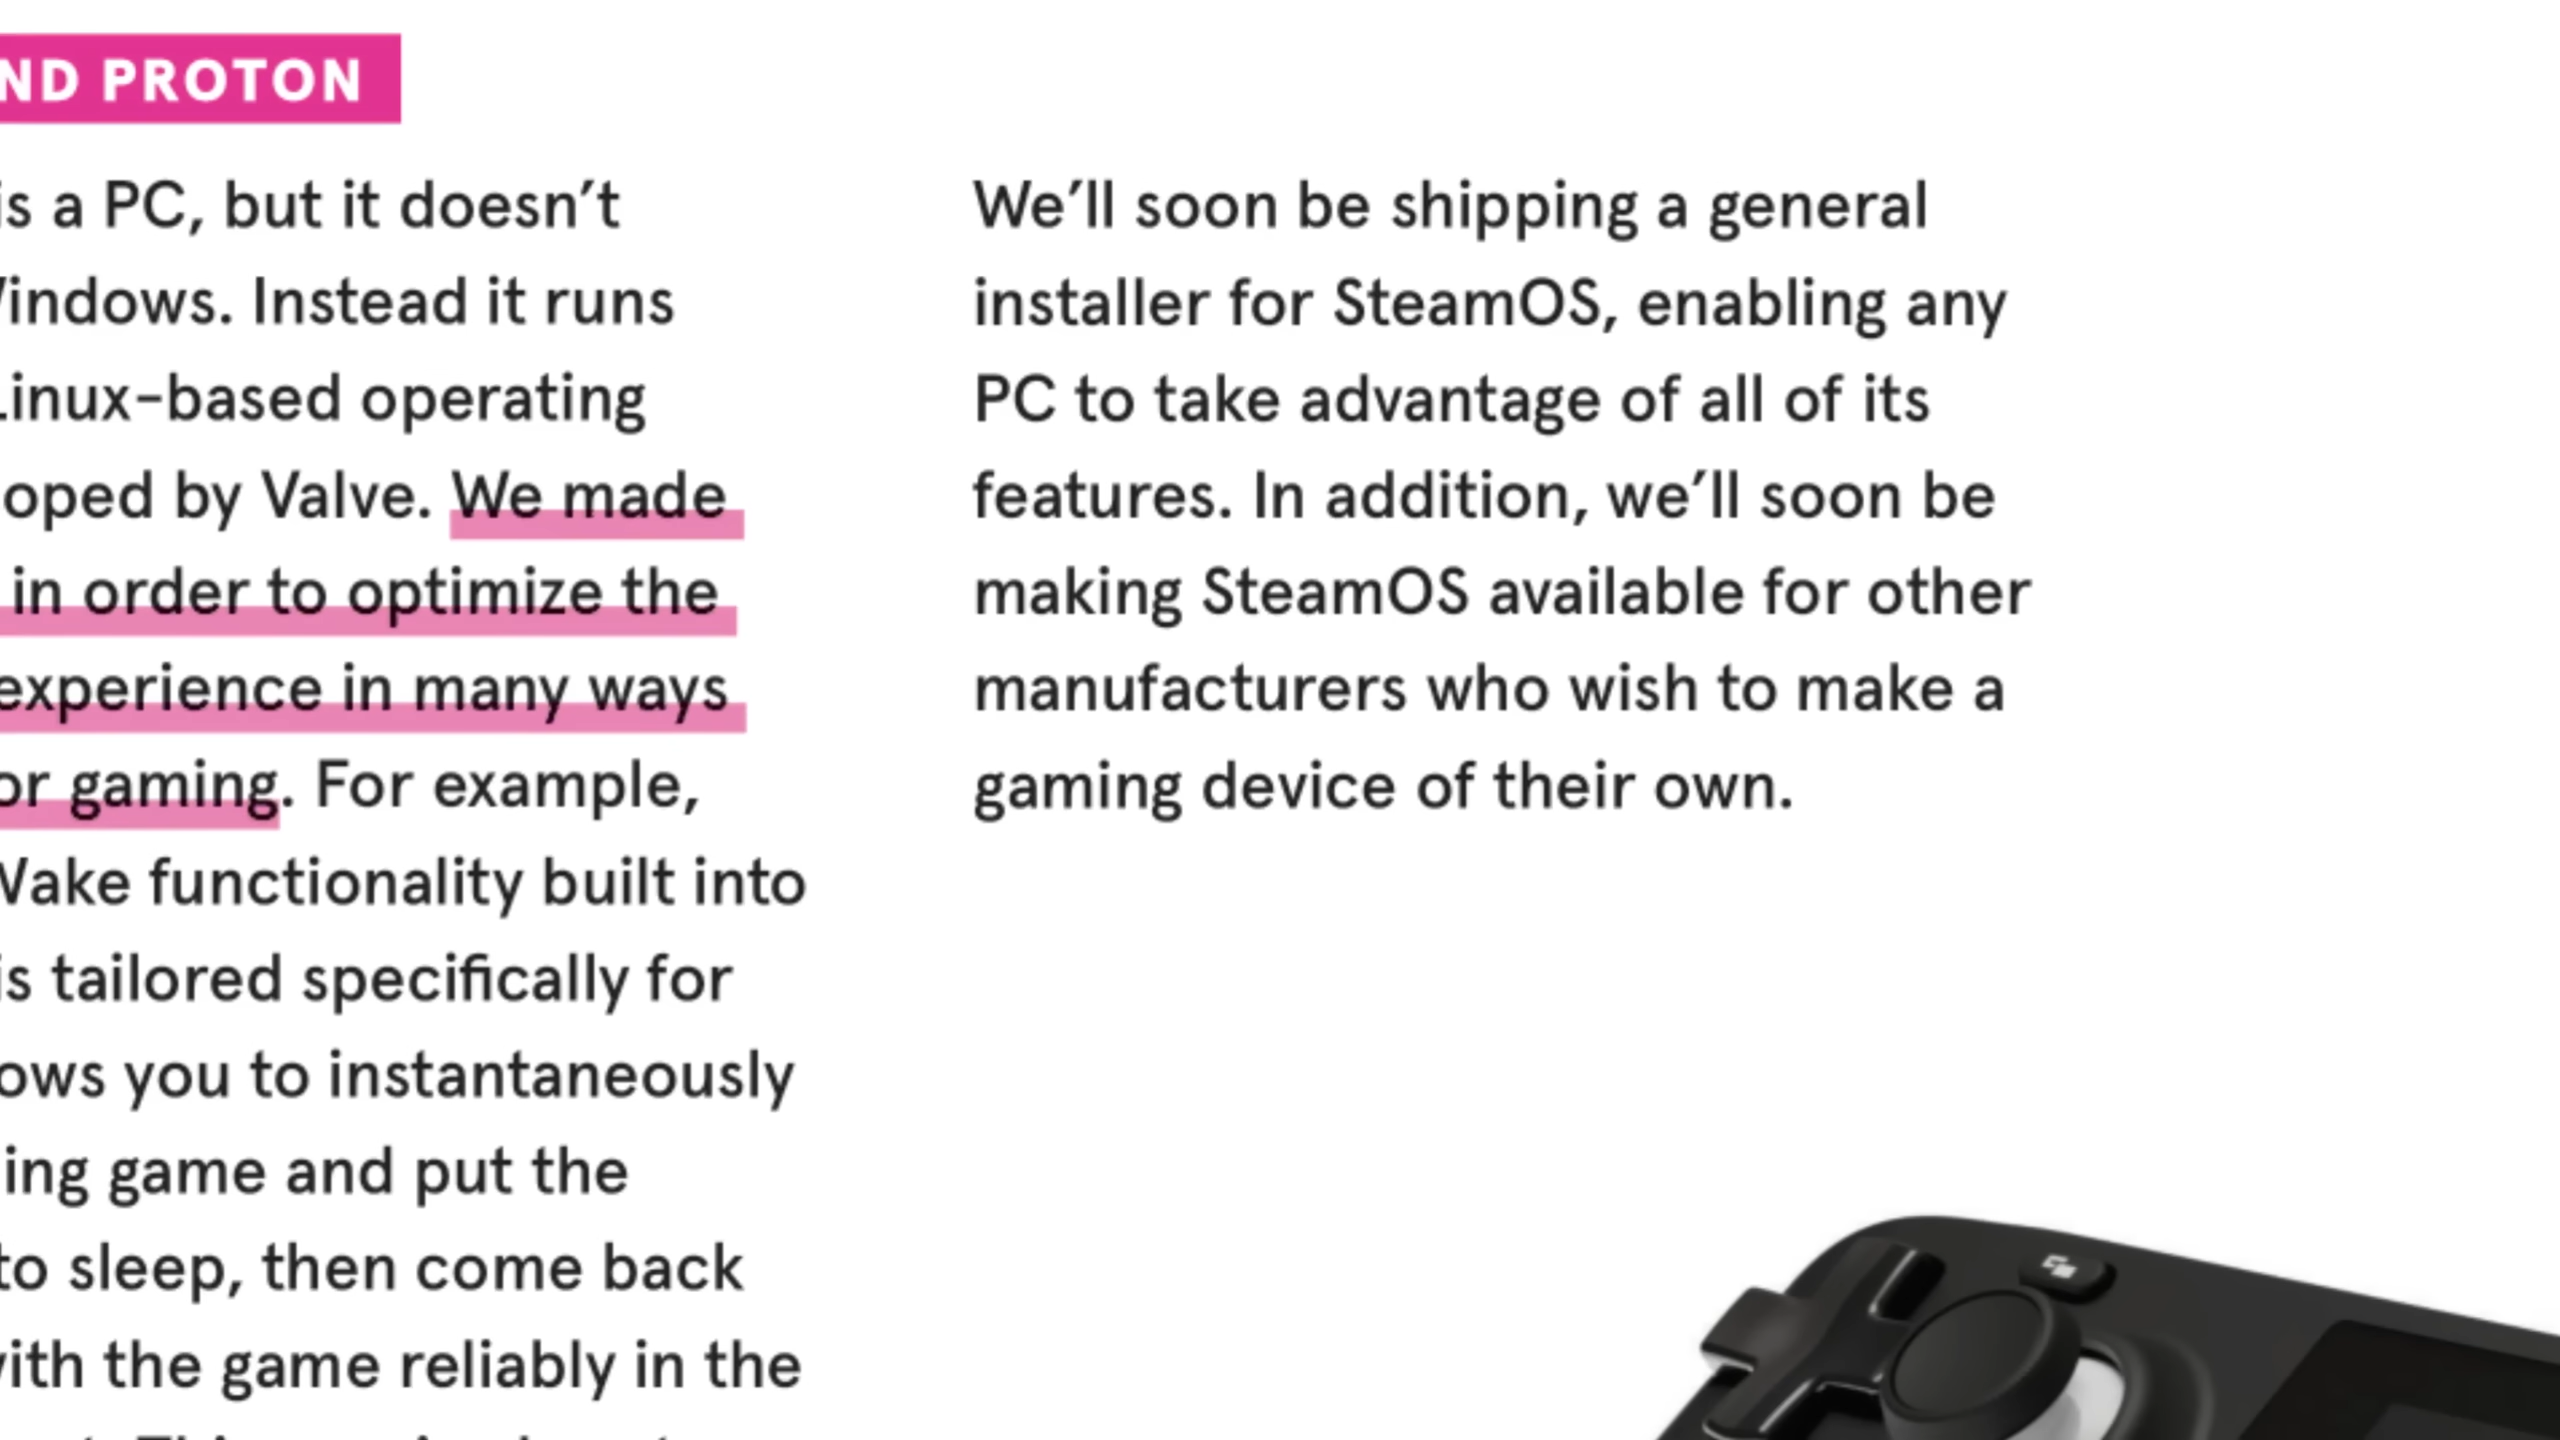 ND PROTON
is a PC, but it doesn’t
indows. Instead it runs
Linux-based operating
oped by Valve. We made
in order to optimize the
experience in many ways
or gaming. For example,
Wake functionality built into
is tailored specifically for
ows you to instantaneously
ing game and put the
to sleep, then come back
with the game reliably in the
We’ll soon be shipping a general
installer for SteamOS, enabling any
PC to take advantage of all of its
features. In addition, we’ll soon be
making SteamOS available for other
manufacturers who wish to make a
gaming device of their own.